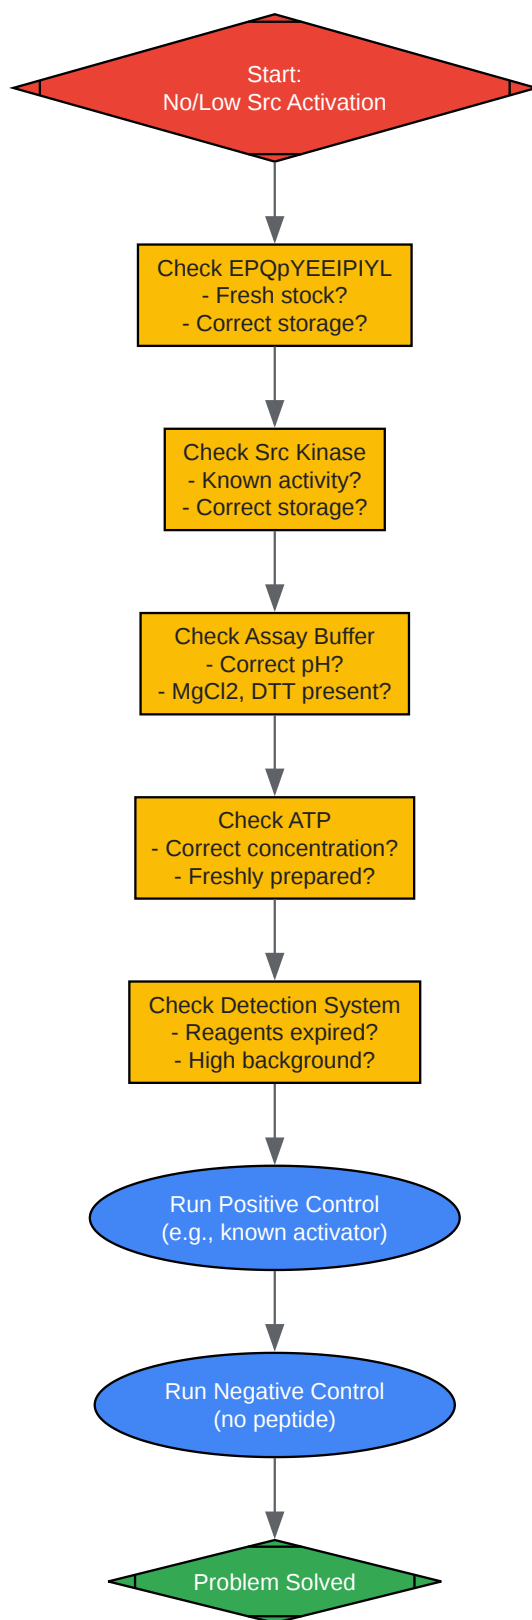 Start:
No/Low Src Activation
Check EPQpYEEIPIYL
- Fresh stock?
- Correct storage?
Check Src Kinase
- Known activity?
- Correct storage?
Check Assay Buffer
- Correct pH?
- MgCl2, DTT present?
Check ATP
- Correct concentration?
- Freshly prepared?
Check Detection System
- Reagents expired?
- High background?
Run Positive Control
(e.g., known activator)
Run Negative Control
(no peptide)
Problem Solved